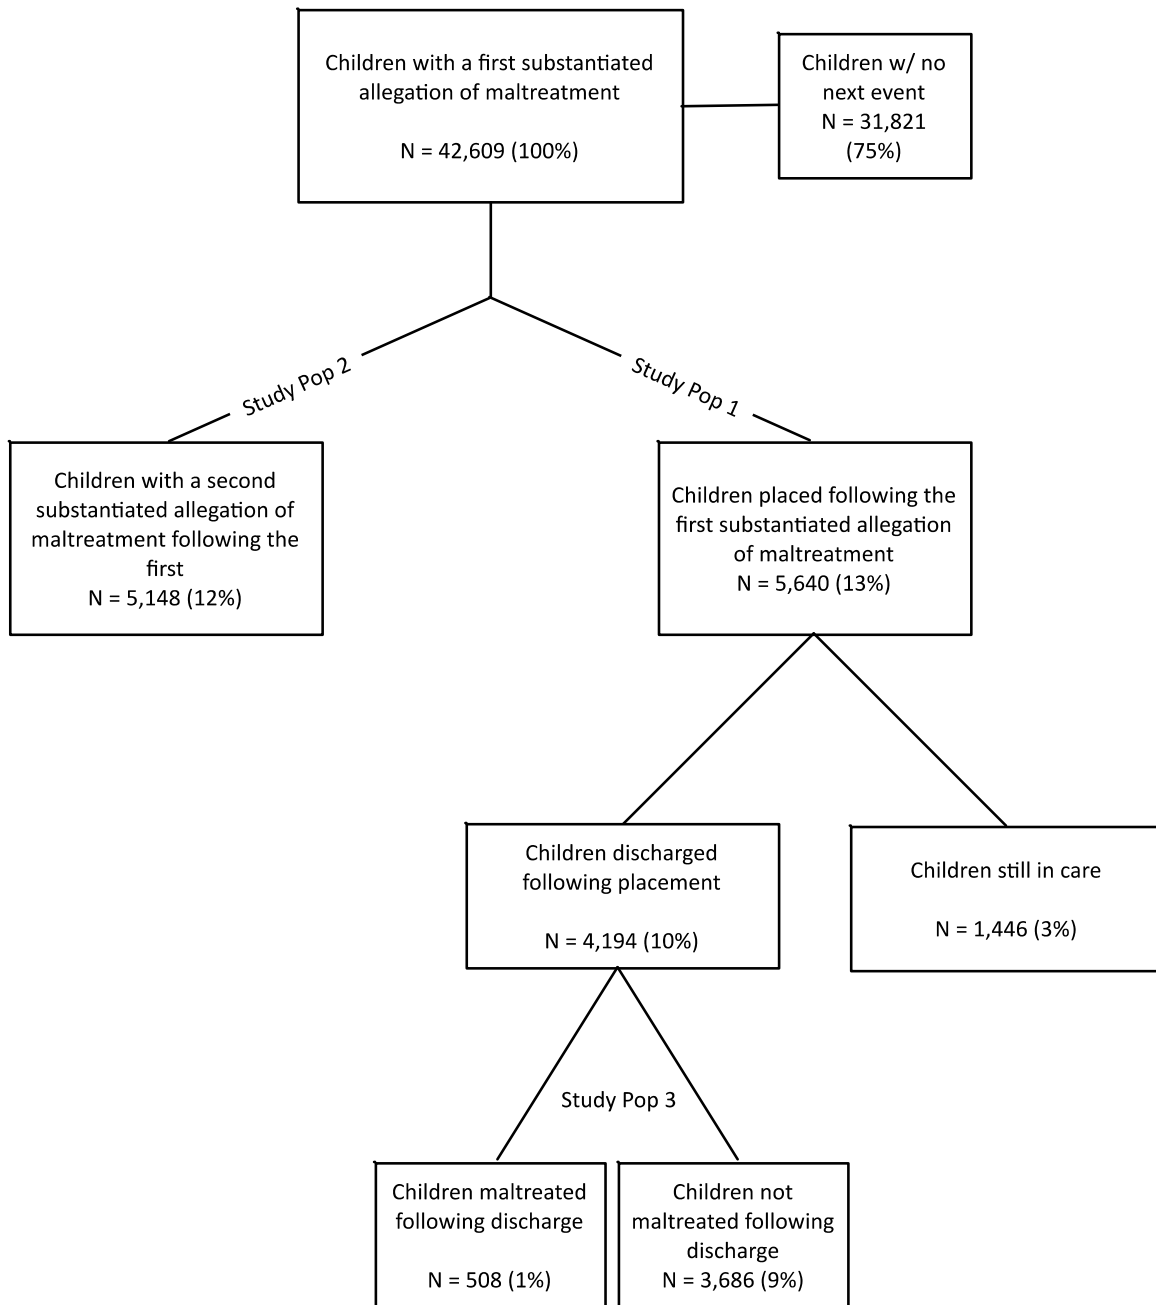 Children with a first substantiated
allegation of maltreatment
N = 42,609 (100%)
Children w/ no
next event
N = 31,821
(75%)
Study Pop 2
Study Pop 1
Children with a second
substantiated allegation of
maltreatment following the
first
N = 5,148 (12%)
Children placed following the
first substantiated allegation
of maltreatment
N = 5,640 (13%)
Children discharged
following placement
N = 4,194 (10%)
Children still in care
N = 1,446 (3%)
Study Pop 3
Children maltreated
following discharge
N = 508 (1%)
Children not
maltreated following
discharge
N = 3,686 (9%)